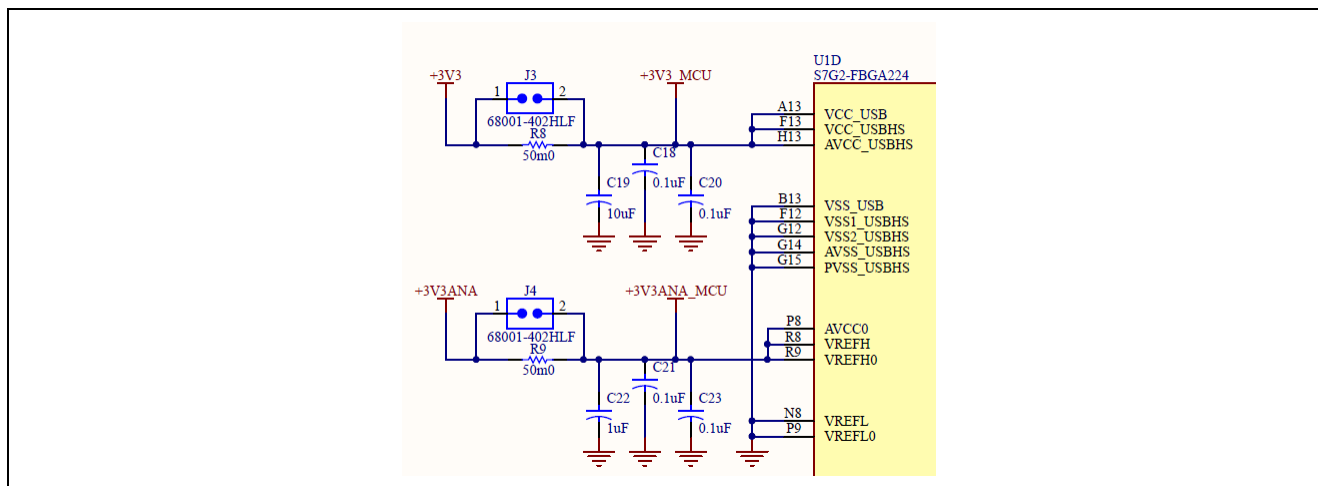 U1D
S7G2-FBGA224
+3V3
J3
+3V3_MCU
1
2
68001-402HLF
R8
50m0
A13
VCC_USB
F13
VCC_USBHS
H13
AVCC_USBHS
C18
0.1uF
C19
10uF
C20
0.1uF
B13
VSS_USB
F12
VSS1_USBHS
G12
VSS2_USBHS
G14
AVSS_USBHS
G15
PVSS_USBHS
+3V3ANA
J4
+3V3ANA_MCU
1
2
68001-402HLF
R9
50m0
P8
AVCC0
R8
VREFH
R9
VREFH0
C21
0.1uF
C22
1uF
C23
0.1uF
N8
VREFL
P9
VREFL0